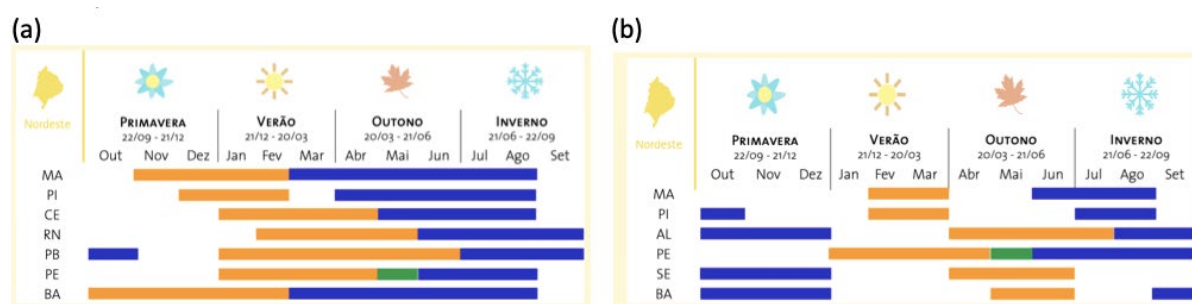 (a)
Nordeste
PRIMAVERA VERÃO OUTONO INVERNO
22/09 - 21/12 21/12 - 20/03 20/03 - 21/06 21/06 - 22/09
Out Nov Dez Jan Fev Mar Abr Mai Jun Jul Ago Set
MA
PI
CE
RN
PB
PE
BA
(b)
Nordeste
PRIMAVERA VERÃO OUTONO INVERNO
22/09 - 21/12 21/12 - 20/03 20/03 - 21/06 21/06 - 22/09
Out Nov Dez Jan Fev Mar Abr Mai Jun Jul Ago Set
MA
PI
AL
PE
SE
BA